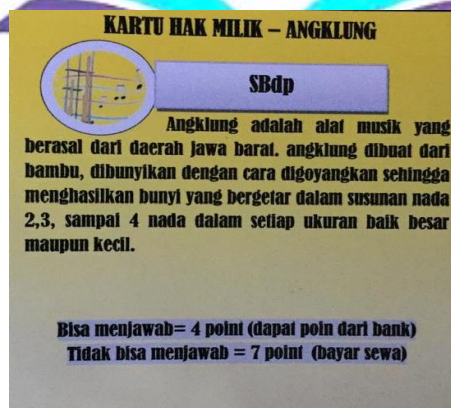 KARTU HAK MILIK – ANGKLUNG
SBdp
Angklung adalah alat musik yang
berasal dari daerah jawa barat. angklung dibuat dari
bambu, dibunyikan dengan cara digoyangkan sehingga
menghasilkan bunyi yang bergetar dalam susunan nada
2,3, sampai 4 nada dalam setiap ukuran baik besar
maupun kecil.
Bisa menjawab= 4 point (dapat poin dari bank)
Tidak bisa menjawab = 7 point (bayar sewa)